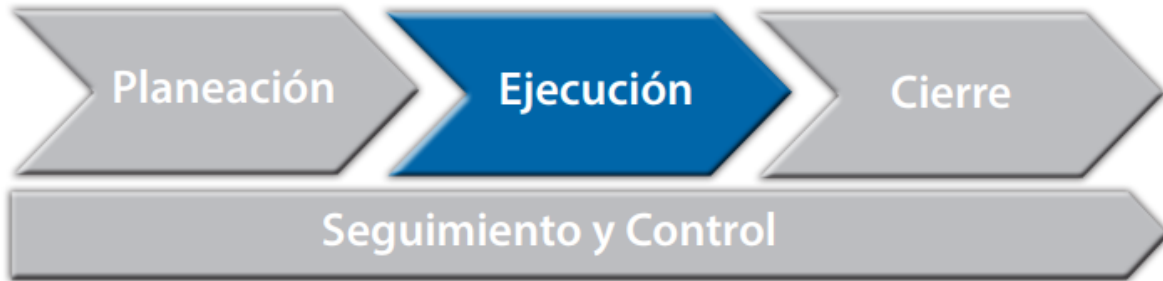 Planeación
Ejecución
Cierre
Seguimiento y Control